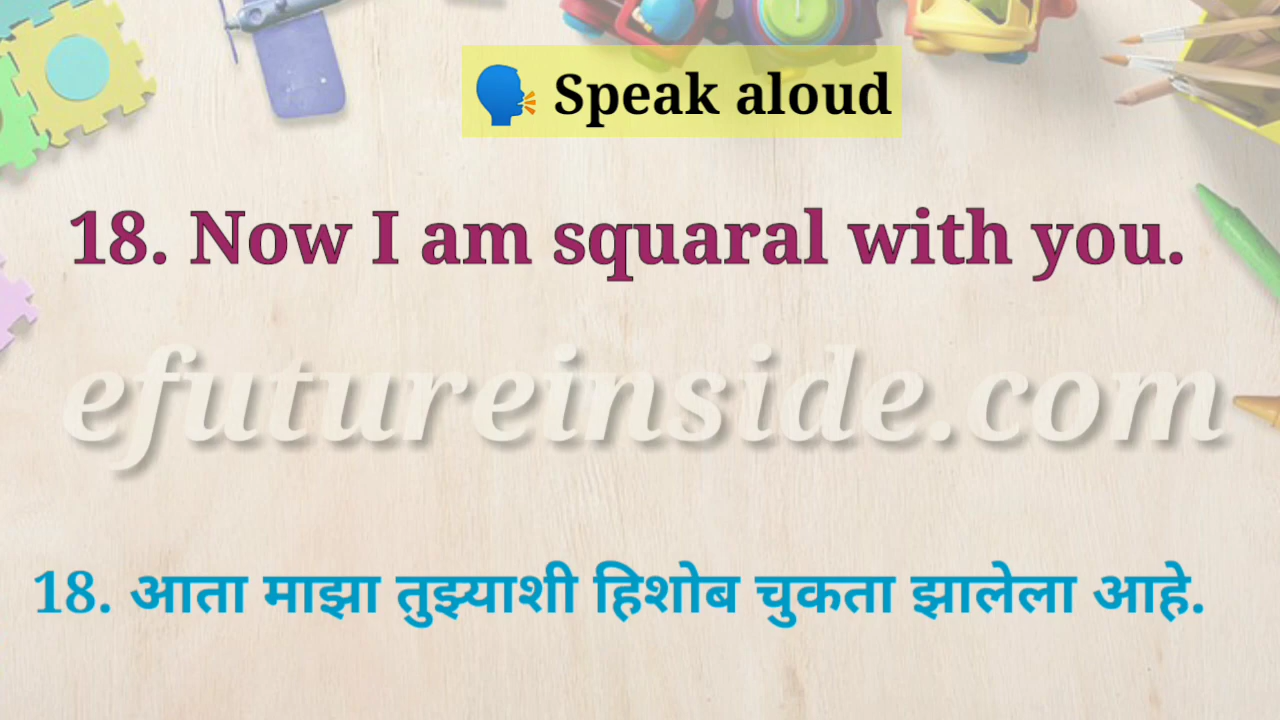 🗣 Speak aloud
18. Now I am squaral with you.
efutureinside.com
18. आता माझा तुझ्याशी हिशोब चुकता झालेला आहे.